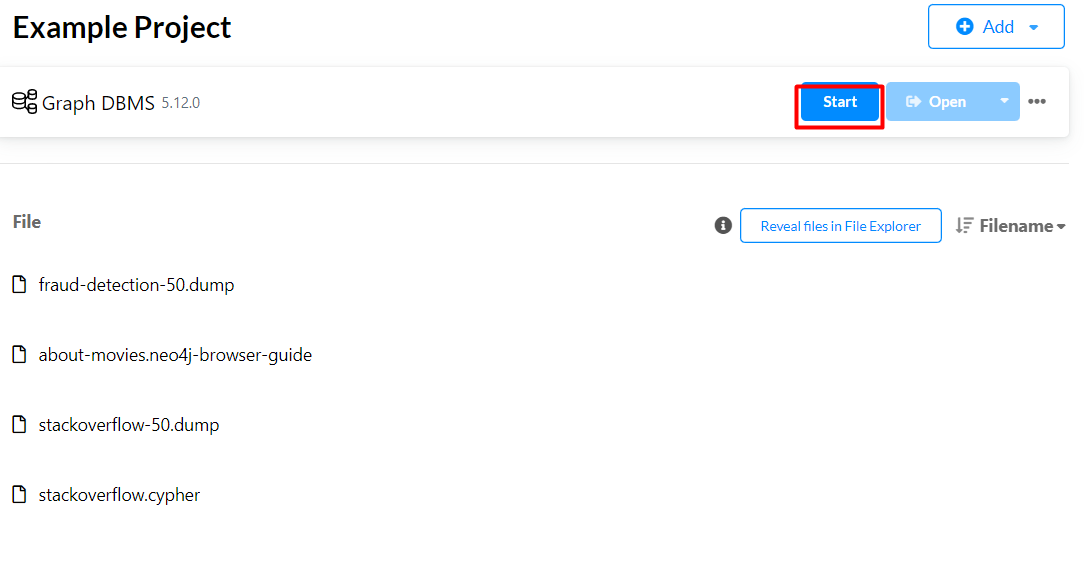 Example Project
Add
Graph DBMS 5.12.0
Start
Open
File
Reveal files in File Explorer
Filename
fraud-detection-50.dump
about-movies.neo4j-browser-guide
stackoverflow-50.dump
stackoverflow.cypher